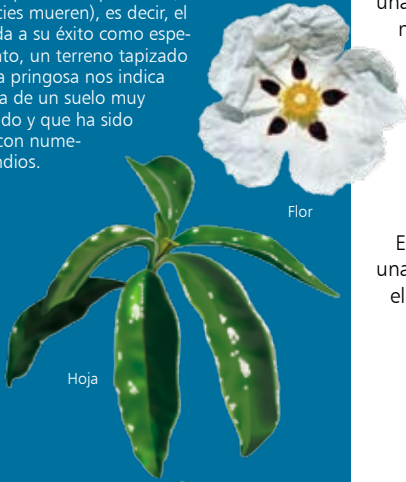 cies mueren), es decir, el
da a su éxito como espe-
nto, un terreno tapizado
a pringosa nos indica
a de un suelo muy
do y que ha sido
con nume-
ndios.
Flor
Hoja
una
n
E
una
el